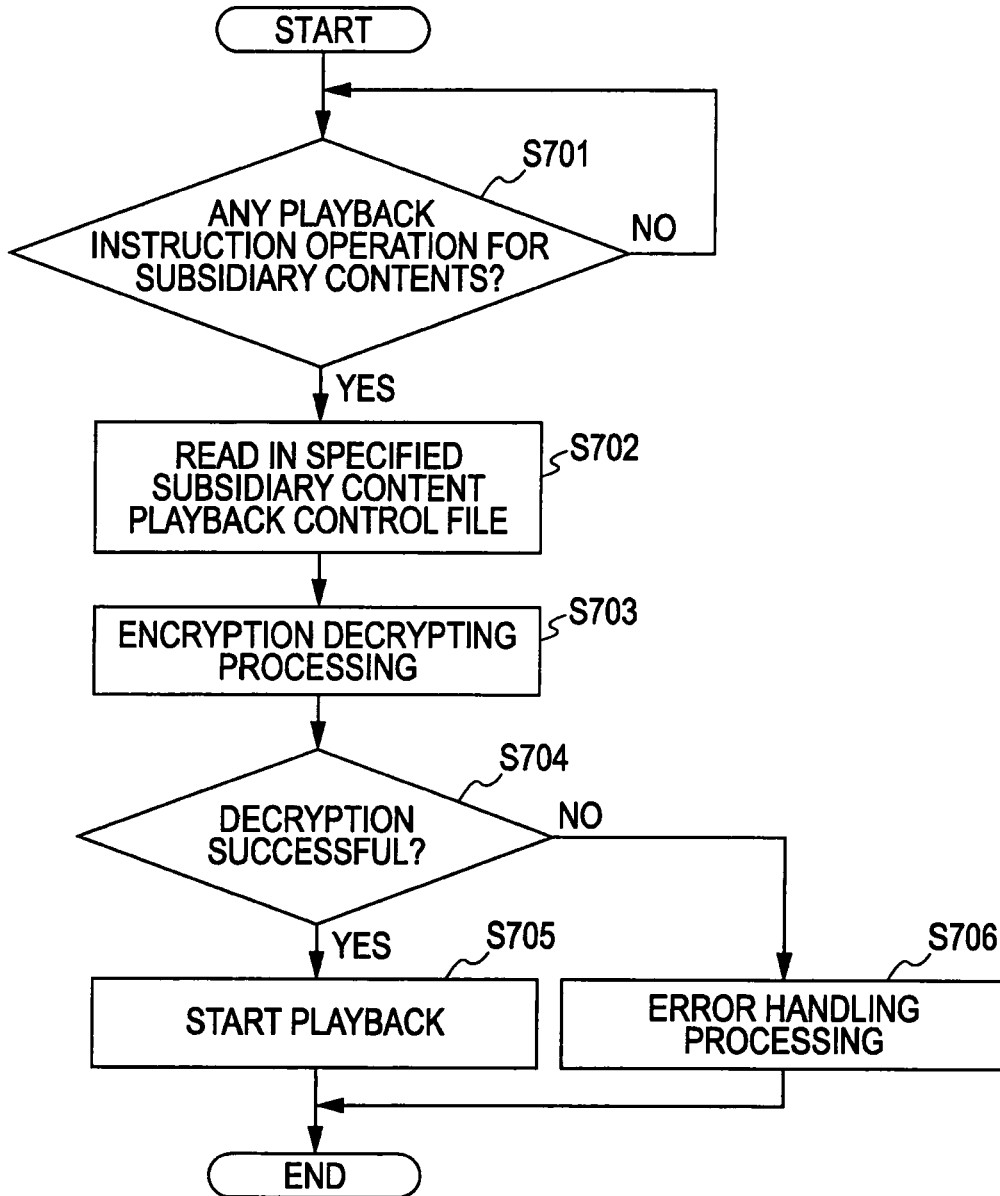 START
S701
ANY PLAYBACK
INSTRUCTION OPERATION FOR
SUBSIDIARY CONTENTS?
NO
YES
S702
READ IN SPECIFIED
SUBSIDIARY CONTENT
PLAYBACK CONTROL FILE
S703
ENCRYPTION DECRYPTING
PROCESSING
S704
DECRYPTION
SUCCESSFUL?
NO
YES
S705
START PLAYBACK
S706
ERROR HANDLING
PROCESSING
END